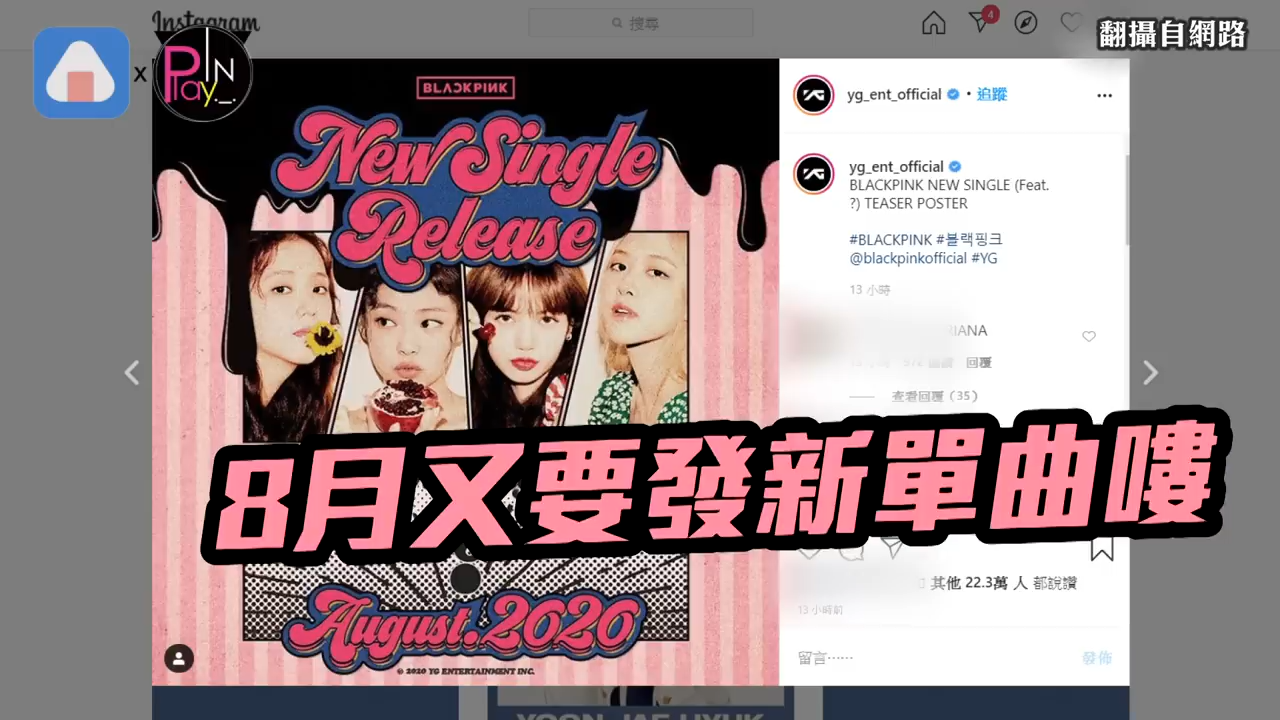 Instagram
搜尋
4
翻攝自網路
X
PlayIN._.
BLACKPINK
New Single
Release
yg_ent_official • 追蹤
yg_ent_official
BLACKPINK NEW SINGLE (Feat.
?) TEASER POSTER
#BLACKPINK #블랙핑크
@blackpinkofficial #YG
13 小時
回覆
查看回覆（35）
8月又要發新單曲嘍
其他 22.3萬 人 都說讚
13 小時前
August.2020
© 2020 YG ENTERTAINMENT INC.
留言⋯⋯
發佈
YOON JAE HYUK